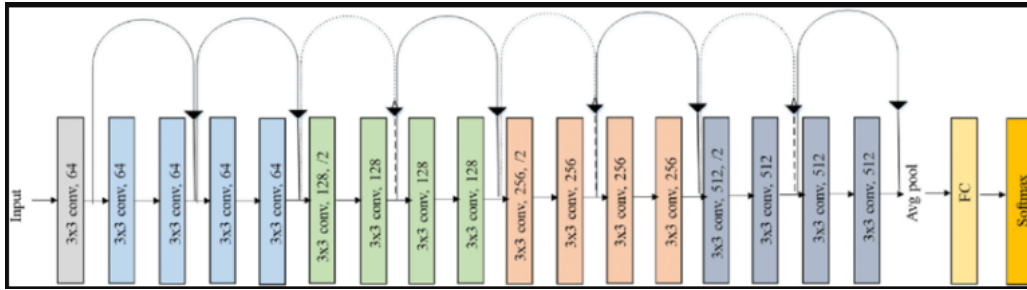 Input
3x3 conv, 64
3x3 conv, 64
3x3 conv, 64
3x3 conv, 64
3x3 conv, 64
3x3 conv, 128, /2
3x3 conv, 128
3x3 conv, 128
3x3 conv, 128
3x3 conv, 256, /2
3x3 conv, 256
3x3 conv, 256
3x3 conv, 256
3x3 conv, 512, /2
3x3 conv, 512
3x3 conv, 512
3x3 conv, 512
Avg pool
FC
Softmax